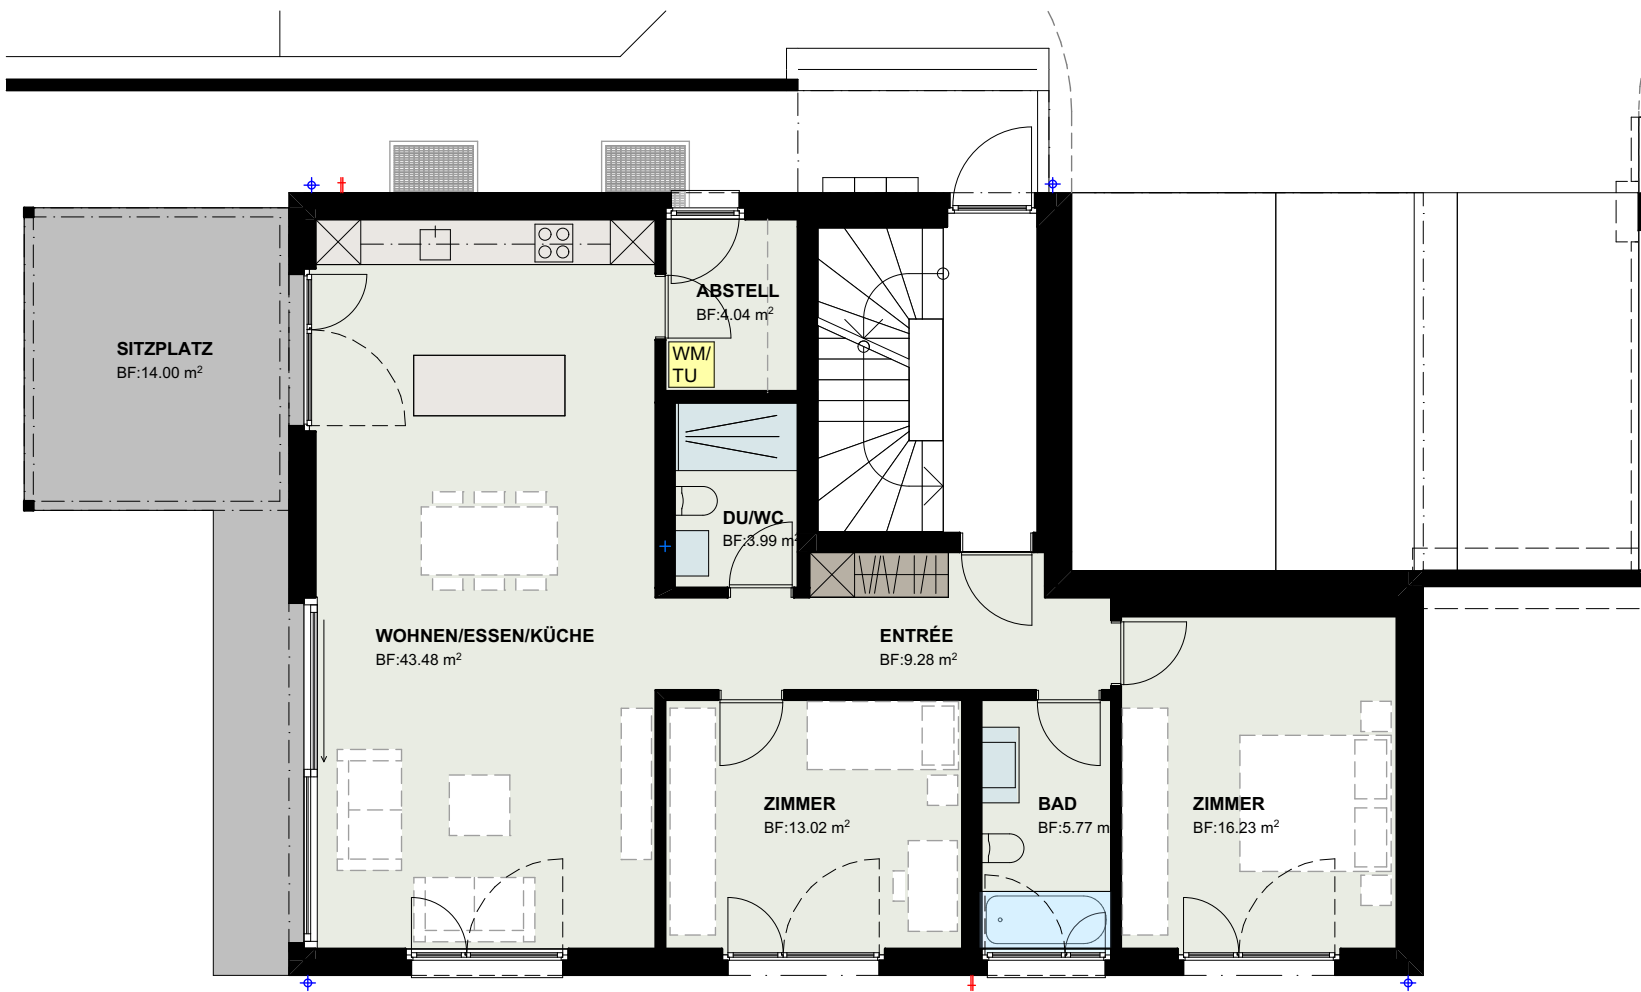 ABSTELL
BF:4.04 m²
SITZPLATZ
BF:14.00 m²
WM/
TU
DU/WC
BF:3.99 m²
WOHNEN/ESSEN/KÜCHE
BF:43.48 m²
ENTRÉE
BF:9.28 m²
ZIMMER
BF:13.02 m²
BAD
BF:5.77 m
ZIMMER
BF:16.23 m²